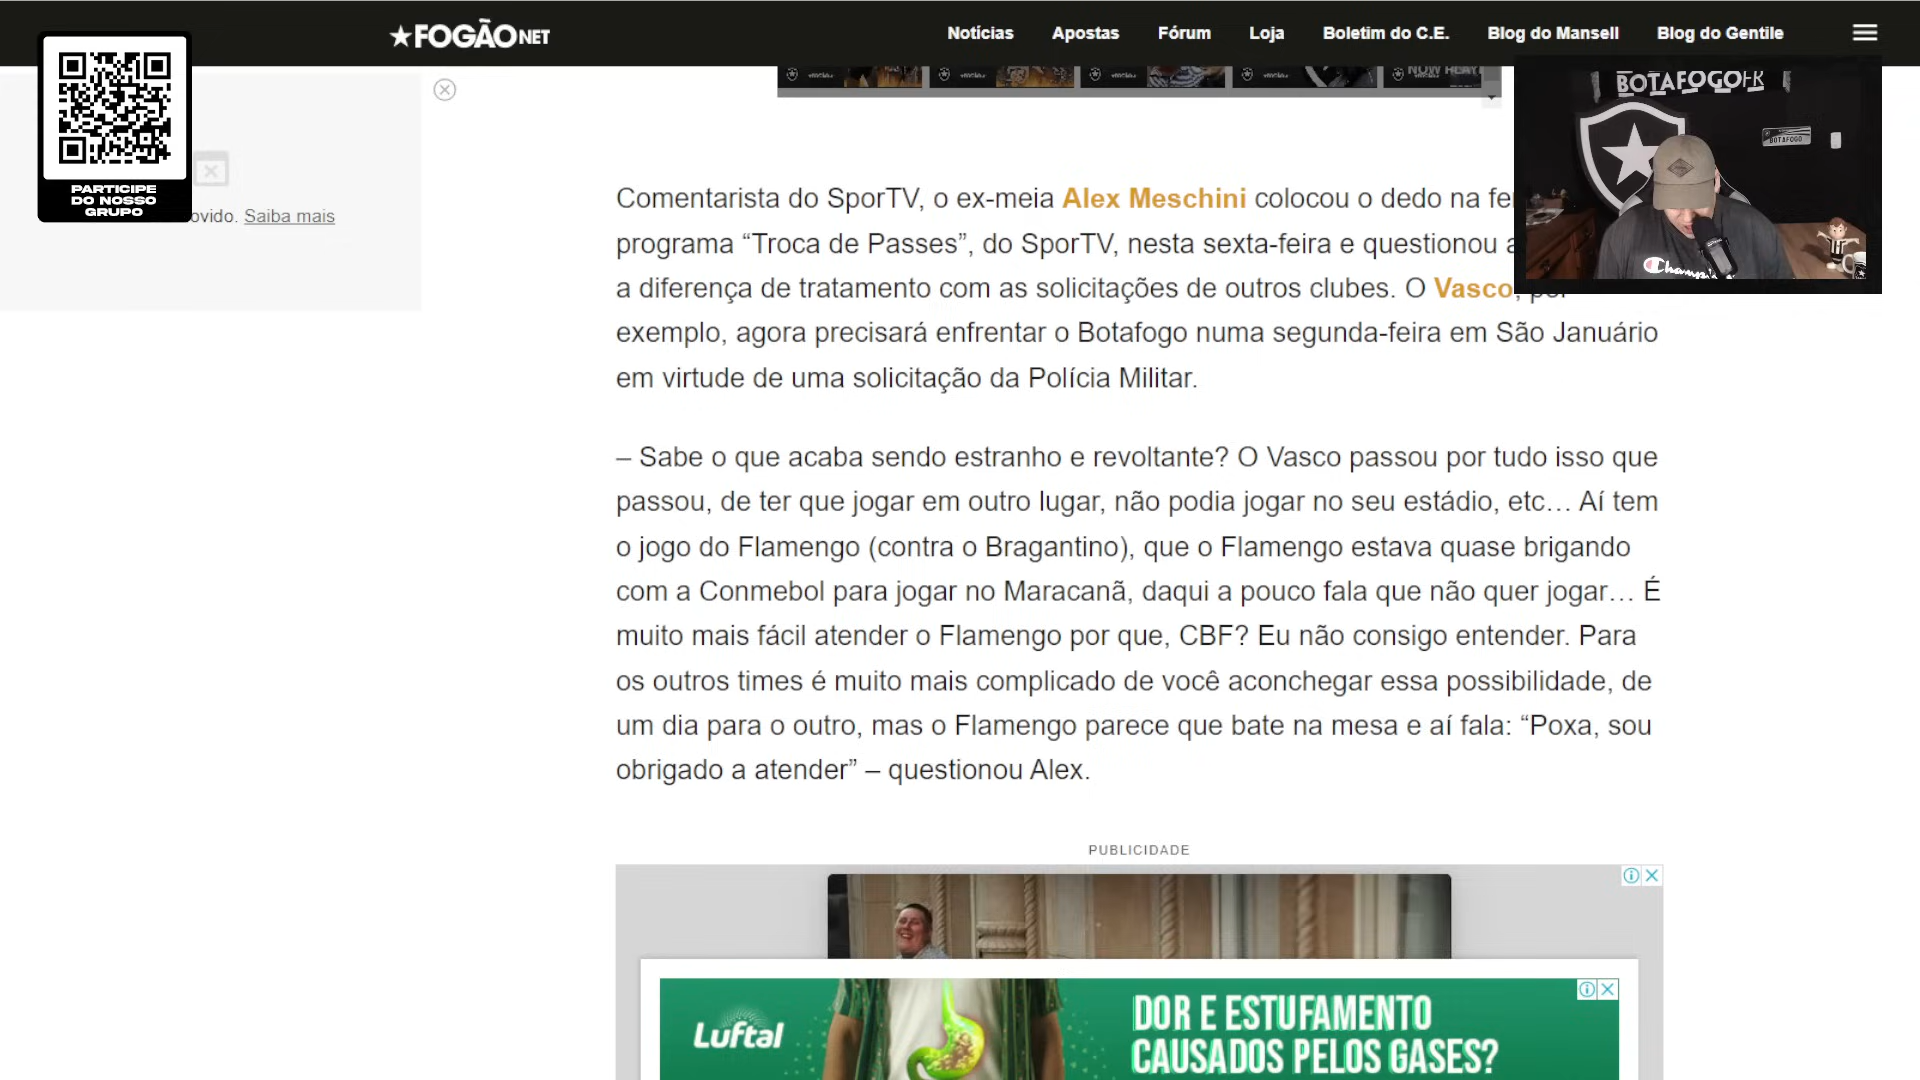 FOGÃONET
Notícias
Apostas
Fórum
Loja
Boletim do C.E.
Blog do Mansell
Blog do Gentile
PARTICIPE
DO NOSSO
GRUPO
ovido. Saiba mais
BOTAFOGOFR
BOTAFOGO
Champion
Comentarista do SporTV, o ex-meia Alex Meschini colocou o dedo na fe
programa “Troca de Passes”, do SporTV, nesta sexta-feira e questionou a
a diferença de tratamento com as solicitações de outros clubes. O Vasco, por
exemplo, agora precisará enfrentar o Botafogo numa segunda-feira em São Januário
em virtude de uma solicitação da Polícia Militar.
– Sabe o que acaba sendo estranho e revoltante? O Vasco passou por tudo isso que
passou, de ter que jogar em outro lugar, não podia jogar no seu estádio, etc… Aí tem
o jogo do Flamengo (contra o Bragantino), que o Flamengo estava quase brigando
com a Conmebol para jogar no Maracanã, daqui a pouco fala que não quer jogar… É
muito mais fácil atender o Flamengo por que, CBF? Eu não consigo entender. Para
os outros times é muito mais complicado de você aconchegar essa possibilidade, de
um dia para o outro, mas o Flamengo parece que bate na mesa e aí fala: “Poxa, sou
obrigado a atender” – questionou Alex.
PUBLICIDADE
Luftal
DOR E ESTUFAMENTO
CAUSADOS PELOS GASES?